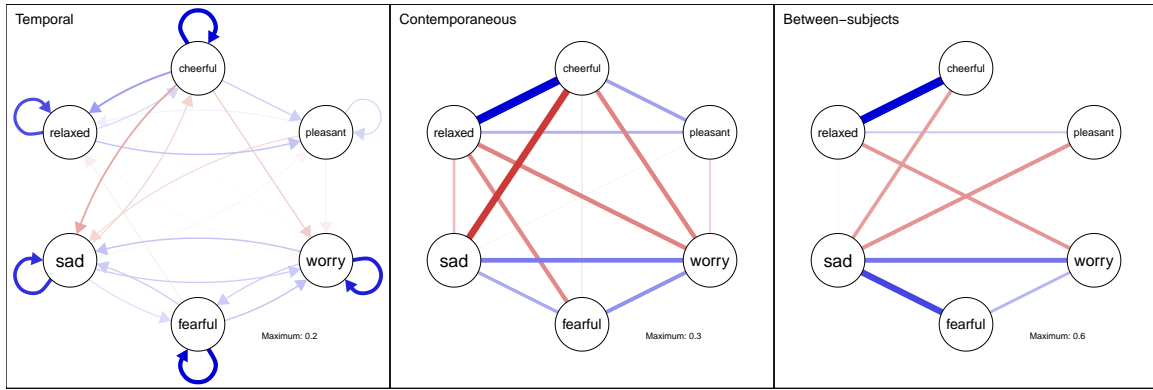 Temporal
cheerful
relaxed
pleasant
sad
worry
fearful
Maximum: 0.2
Contemporaneous
cheerful
relaxed
pleasant
sad
worry
fearful
Maximum: 0.3
Between−subjects
cheerful
relaxed
pleasant
sad
worry
fearful
Maximum: 0.6